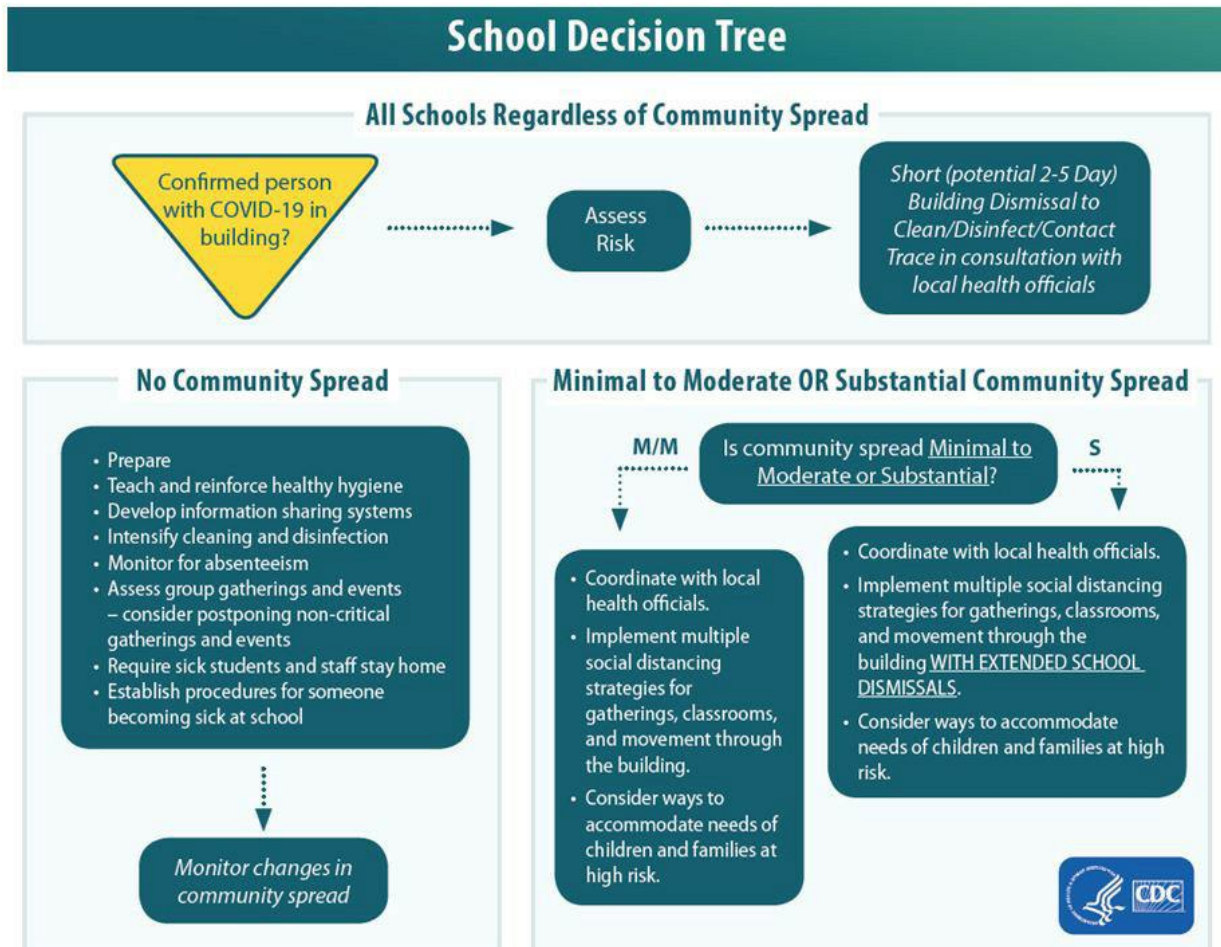 School Decision Tree
All Schools Regardless of Community Spread
Confirmed person
with COVID-19 in
building?
Assess
Risk
Short (potential 2-5 Day)
Building Dismissal to
Clean/Disinfect/Contact
Trace in consultation with
local health officials
No Community Spread
• Prepare
• Teach and reinforce healthy hygiene
• Develop information sharing systems
• Intensify cleaning and disinfection
• Monitor for absenteeism
• Assess group gatherings and events
– consider postponing non-critical
gatherings and events
• Require sick students and staff stay home
• Establish procedures for someone
becoming sick at school
Monitor changes in
community spread
Minimal to Moderate OR Substantial Community Spread
M/M
Is community spread Minimal to
Moderate or Substantial?
S
• Coordinate with local
health officials.
• Implement multiple
social distancing
strategies for
gatherings, classrooms,
and movement through
the building.
• Consider ways to
accommodate needs of
children and families at
high risk.
• Coordinate with local health officials.
• Implement multiple social distancing
strategies for gatherings, classrooms,
and movement through the
building WITH EXTENDED SCHOOL
DISMISSALS.
• Consider ways to accommodate
needs of children and families at high
risk.
CDC